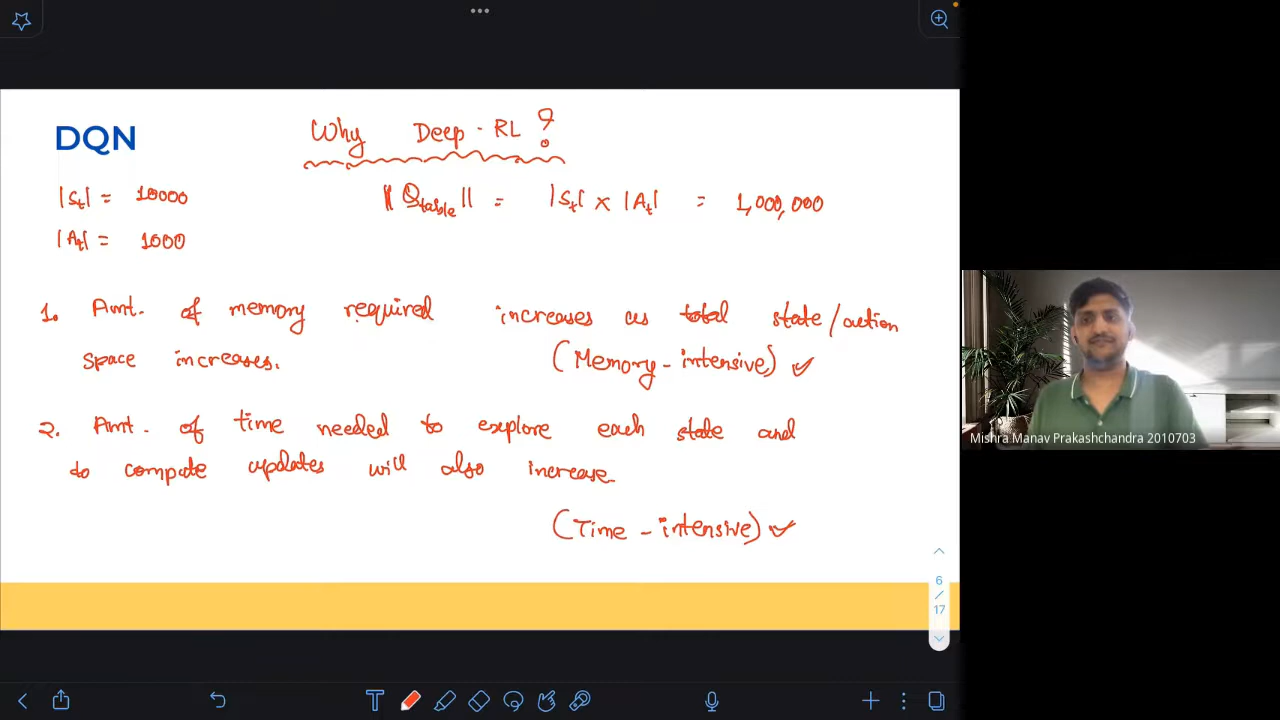 DQN
Why Deep-RL ?
|St| = 10000
||Qtable|| = |St| x |At| = 1,000,000
|At| = 1000
1. Amt. of memory required increases as total state/action
space increases.
(Memory-intensive) ✓
2. Amt. of time needed to explore each state and
to compute updates will also increase.
(Time-intensive) ✓
6
/
17
T
Mishra Manav Prakashchandra 2010703